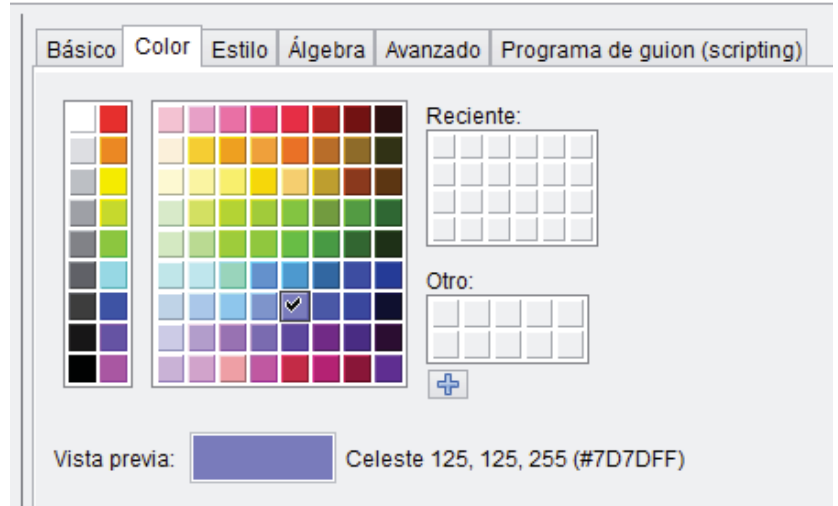 Básico Color Estilo Álgebra Avanzado Programa de guion (scripting)
Reciente:
Otro:
Vista previa: Celeste 125, 125, 255 (#7D7DFF)